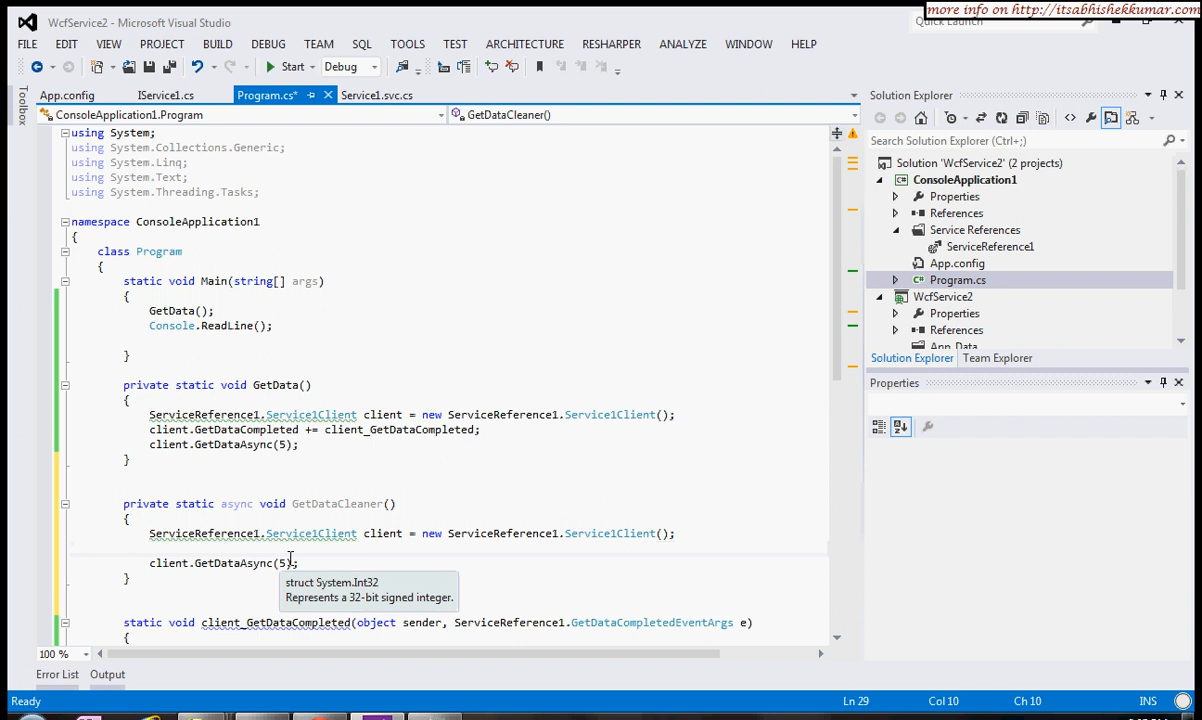 more info on http://itsabhishekkumar.com
WcfService2 - Microsoft Visual Studio
Quick Launch
FILE EDIT VIEW PROJECT BUILD DEBUG TEAM SQL TOOLS TEST ARCHITECTURE RESHARPER ANALYZE WINDOW HELP
Start Debug
Toolbox
App.config IService1.cs Program.cs* Service1.svc.cs
ConsoleApplication1.Program GetDataCleaner()
using System;
using System.Collections.Generic;
using System.Linq;
using System.Text;
using System.Threading.Tasks;
namespace ConsoleApplication1
{
class Program
{
static void Main(string[] args)
{
GetData();
Console.ReadLine();
}
private static void GetData()
{
ServiceReference1.Service1Client client = new ServiceReference1.Service1Client();
client.GetDataCompleted += client_GetDataCompleted;
client.GetDataAsync(5);
}
private static async void GetDataCleaner()
{
ServiceReference1.Service1Client client = new ServiceReference1.Service1Client();
client.GetDataAsync(5);
}
struct System.Int32
Represents a 32-bit signed integer.
static void client_GetDataCompleted(object sender, ServiceReference1.GetDataCompletedEventArgs e)
{
100 %
Error List Output
Solution Explorer
Search Solution Explorer (Ctrl+;)
Solution 'WcfService2' (2 projects)
ConsoleApplication1
Properties
References
Service References
ServiceReference1
App.config
Program.cs
WcfService2
Properties
References
App_Data
Solution Explorer Team Explorer
Properties
Ready Ln 29 Col 10 Ch 10 INS